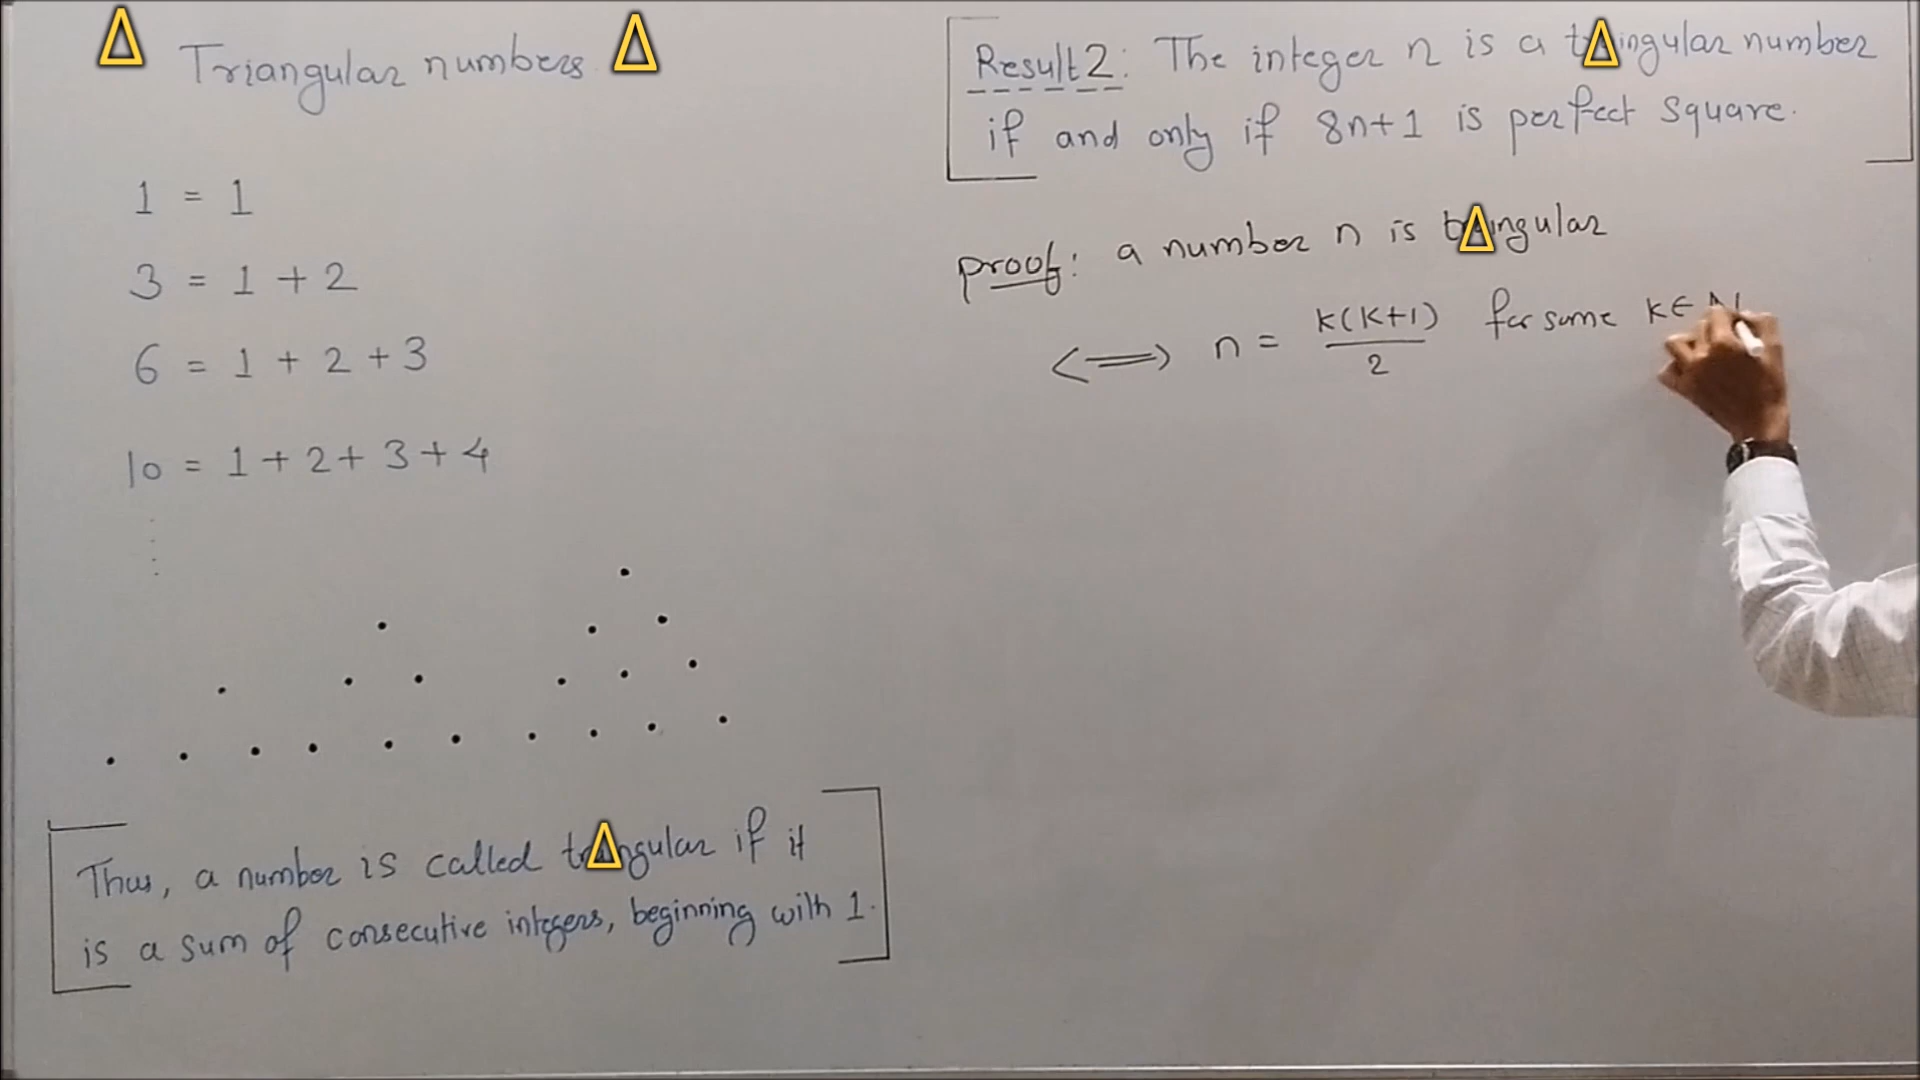 Δ Triangular numbers Δ
1 = 1
3 = 1 + 2
6 = 1 + 2 + 3
10 = 1 + 2 + 3 + 4
Thus, a number is called triangular if it
is a sum of consecutive integers, beginning with 1.
Result 2: The integer n is a triangular number
if and only if 8n+1 is perfect square.
proof: a number n is triangular
<=> n = k(k+1)/2 for some k ∈ N